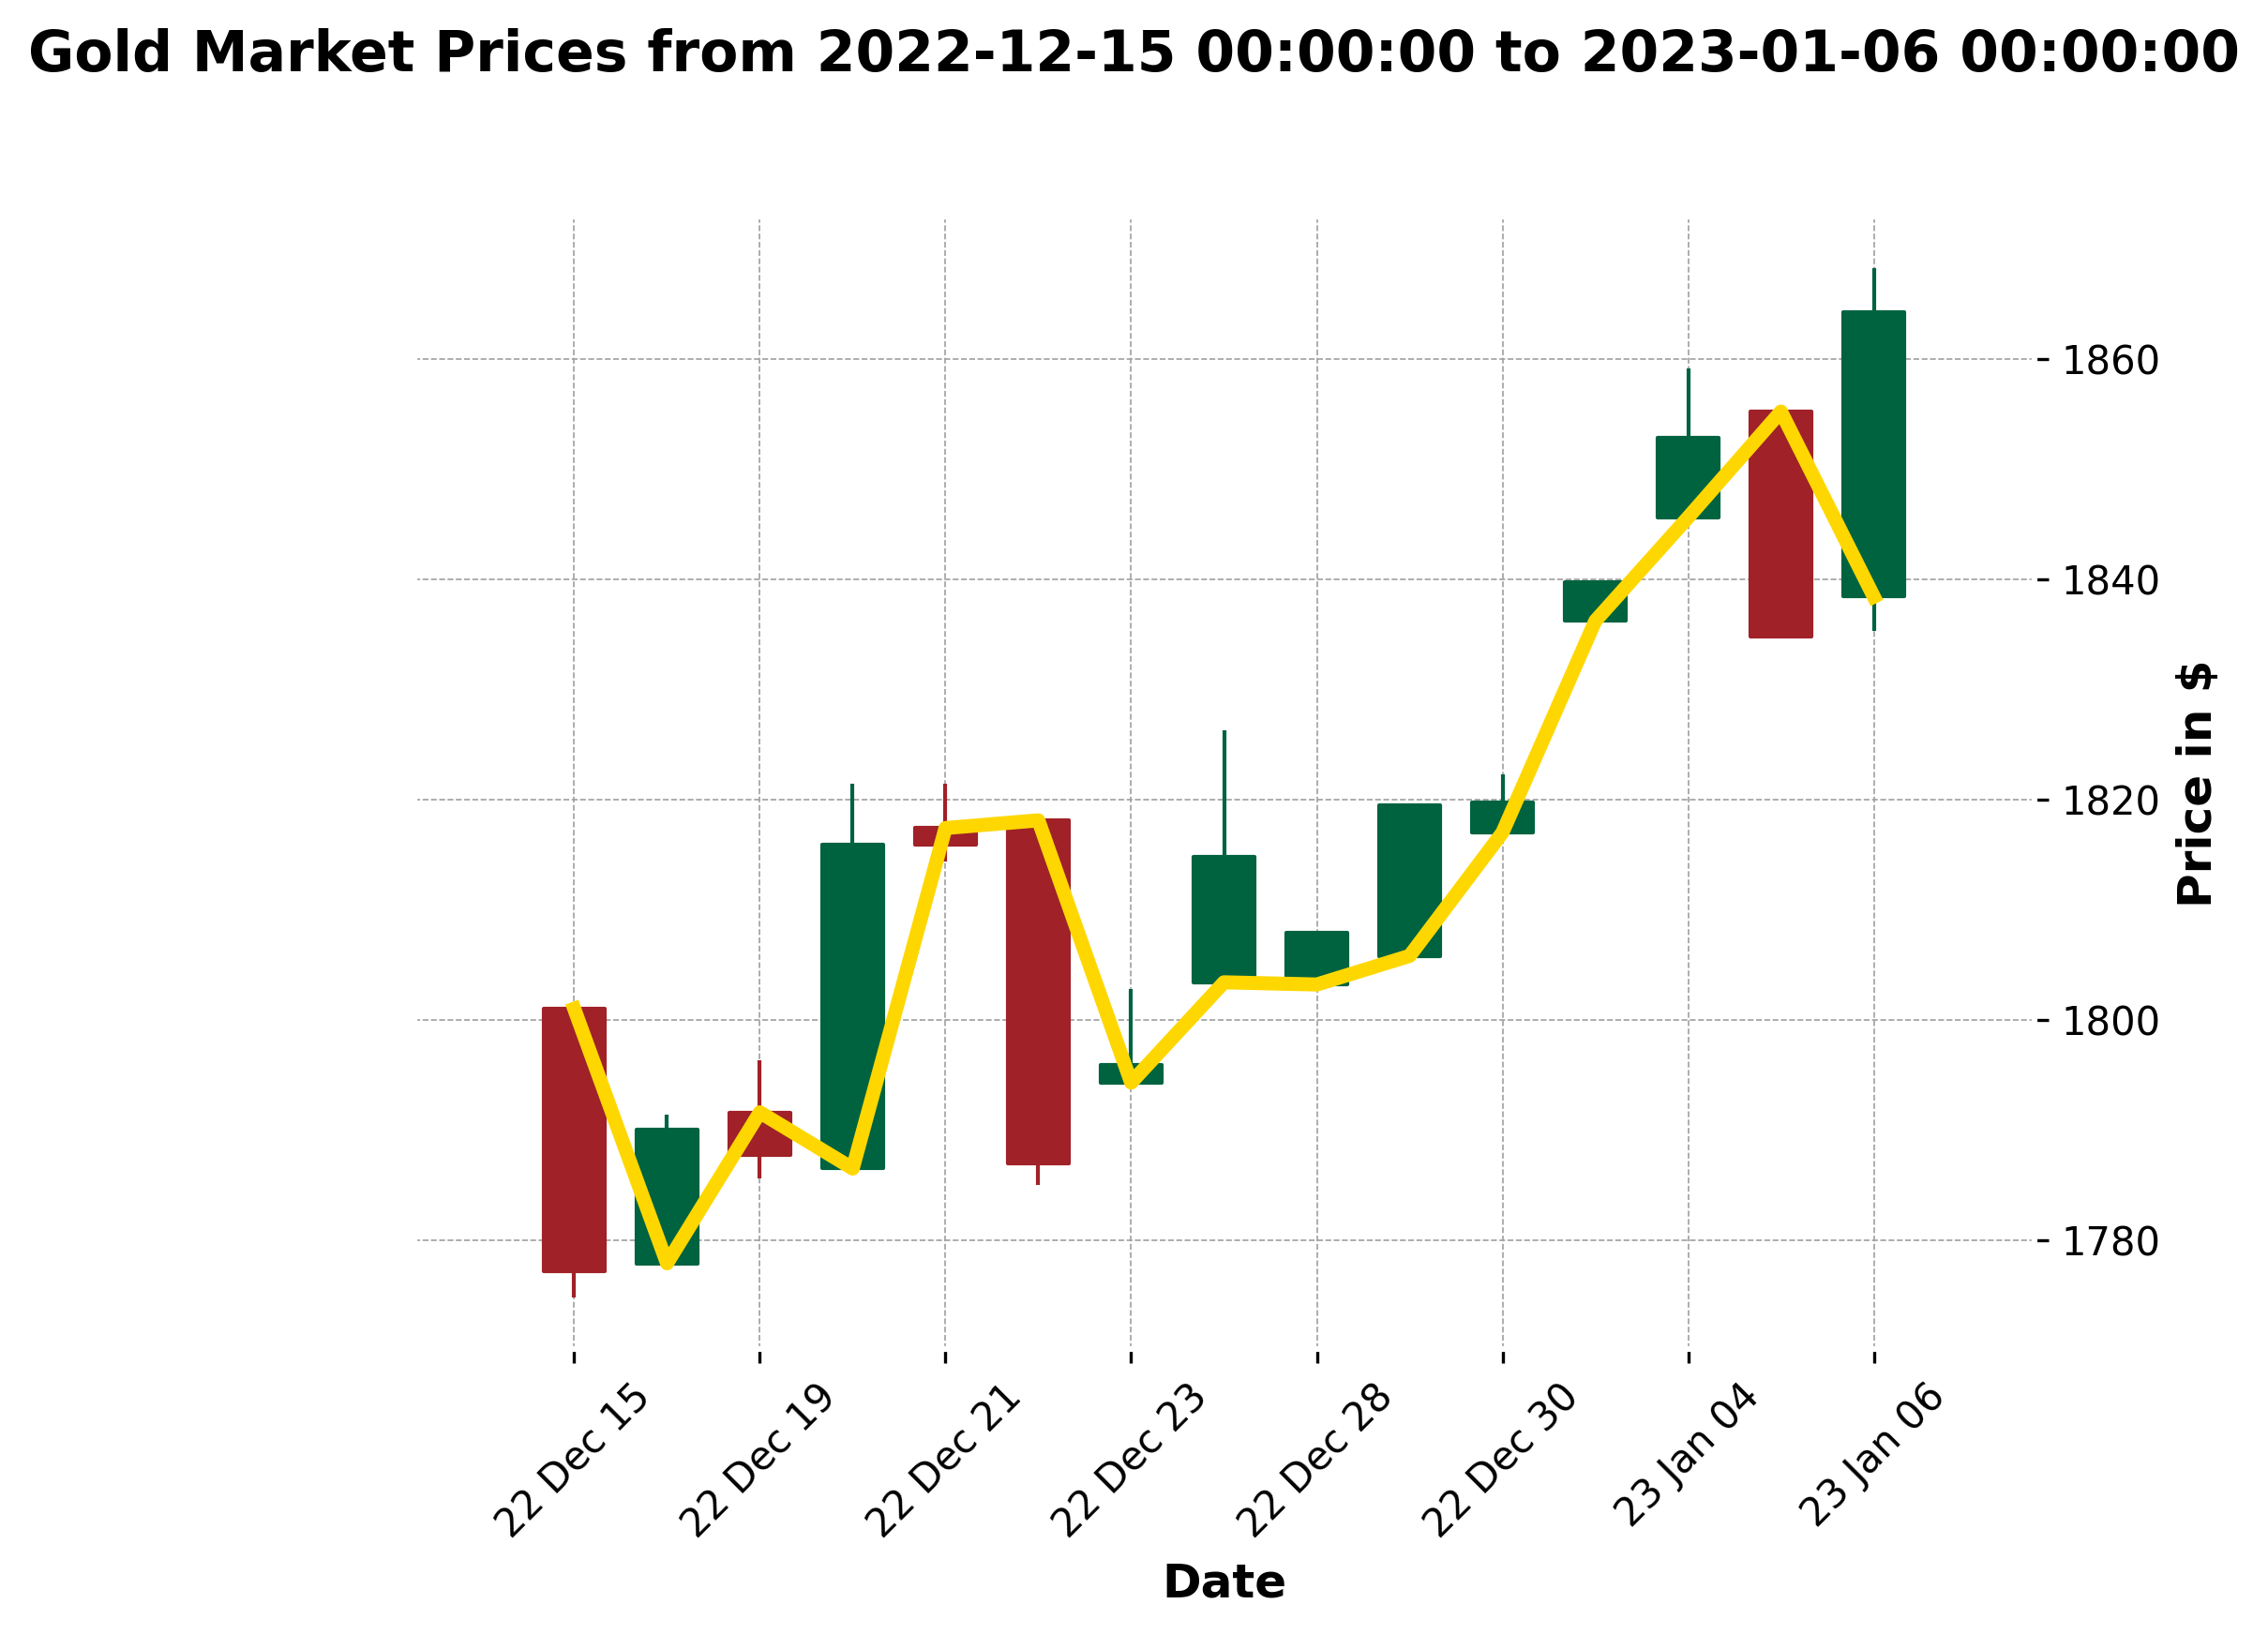 Gold Market Prices from 2022-12-15 00:00:00 to 2023-01-06 00:00:00
1860
1840
1820
1800
1780
Price in $
22 Dec 15
22 Dec 19
22 Dec 21
22 Dec 23
22 Dec 28
22 Dec 30
23 Jan 04
23 Jan 06
Date